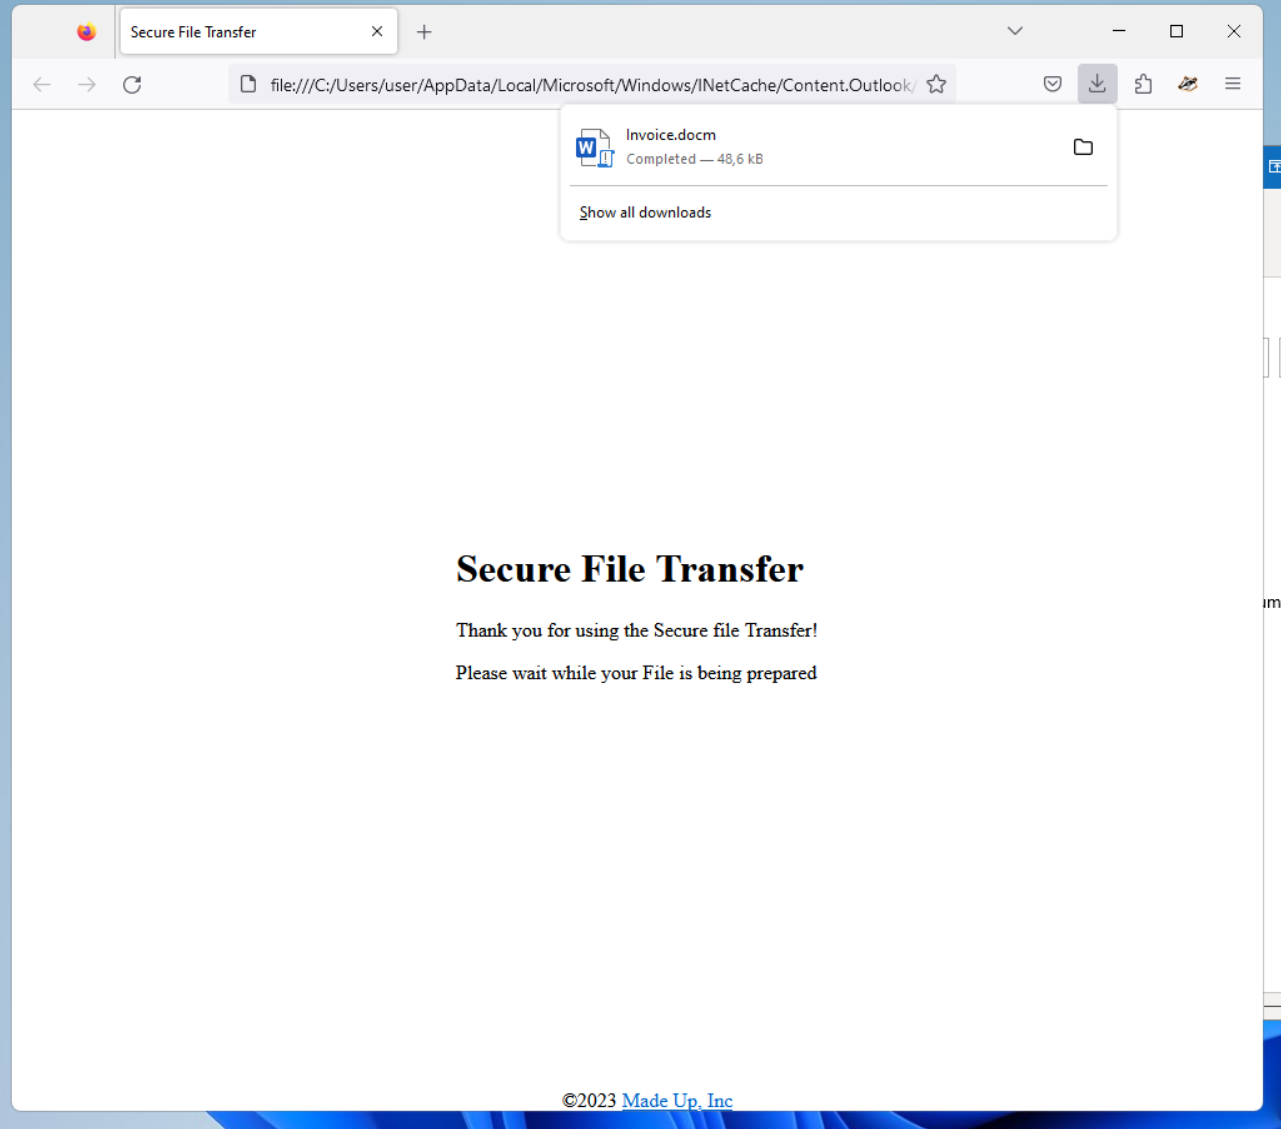 Secure File Transfer
file:///C:/Users/user/AppData/Local/Microsoft/Windows/INetCache/Content.Outlook/
Invoice.docm
Completed — 48,6 kB
Show all downloads
Secure File Transfer
Thank you for using the Secure file Transfer!
Please wait while your File is being prepared
©2023 Made Up, Inc